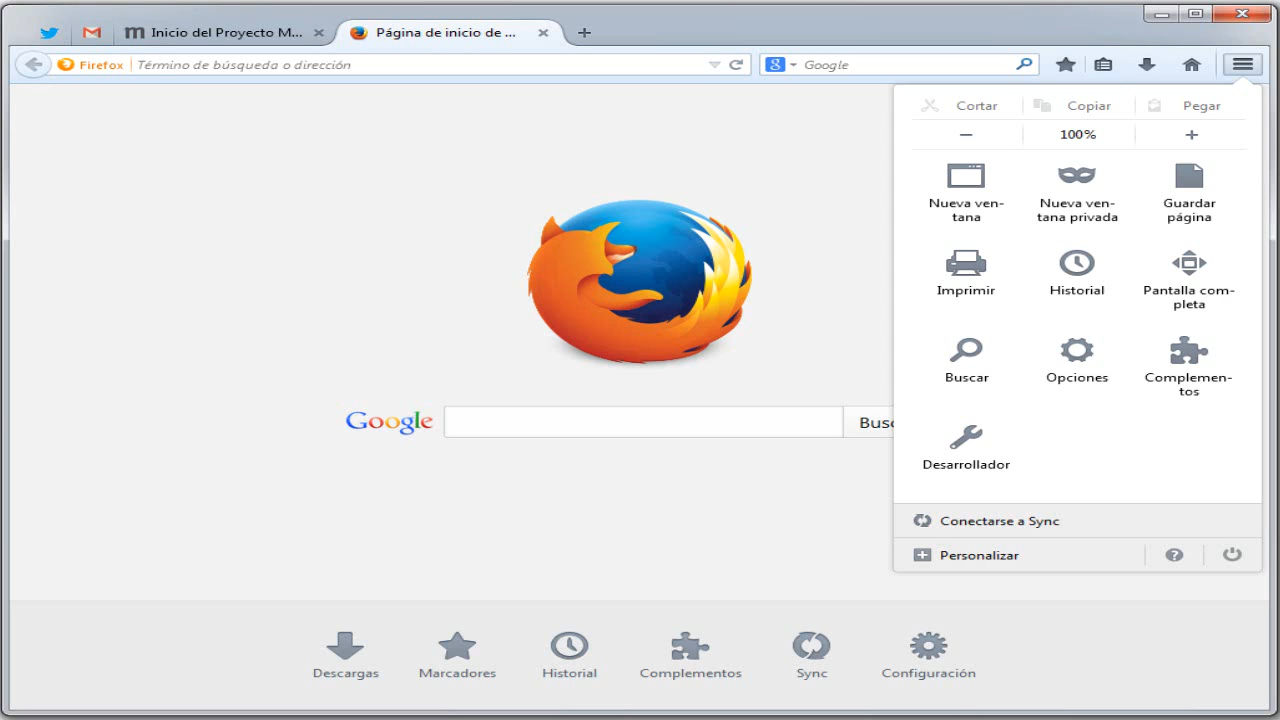 Inicio del Proyecto M...
Página de inicio de ...
Firefox
Término de búsqueda o dirección
8
Google
Cortar
Copiar
Pegar
100%
Nueva ven-
tana
Nueva ven-
tana privada
Guardar
página
Imprimir
Historial
Pantalla com-
pleta
Buscar
Opciones
Complemen-
tos
Desarrollador
Google
Busc
Conectarse a Sync
Personalizar
Descargas
Marcadores
Historial
Complementos
Sync
Configuración